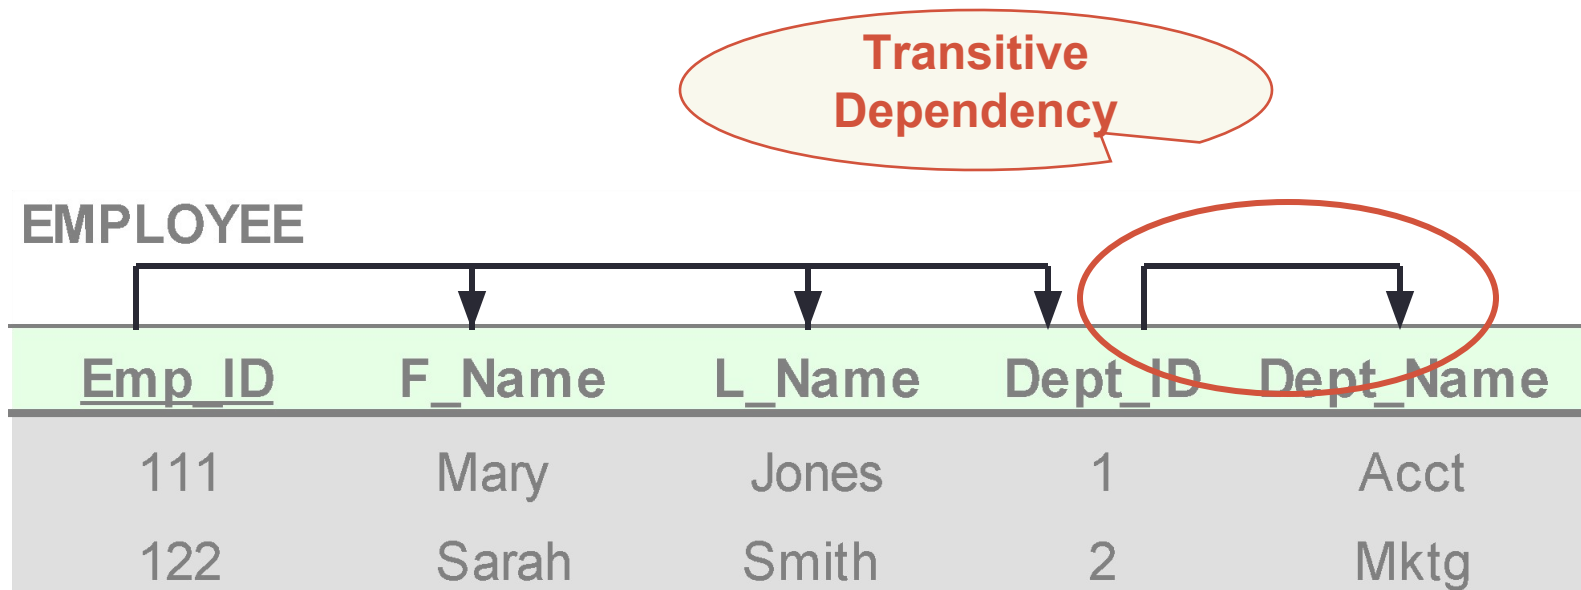 Transitive
Dependency
EMPLOYEE
Emp_ID F_Name L_Name Dept_ID Dept_Name
111 Mary Jones 1 Acct
122 Sarah Smith 2 Mktg